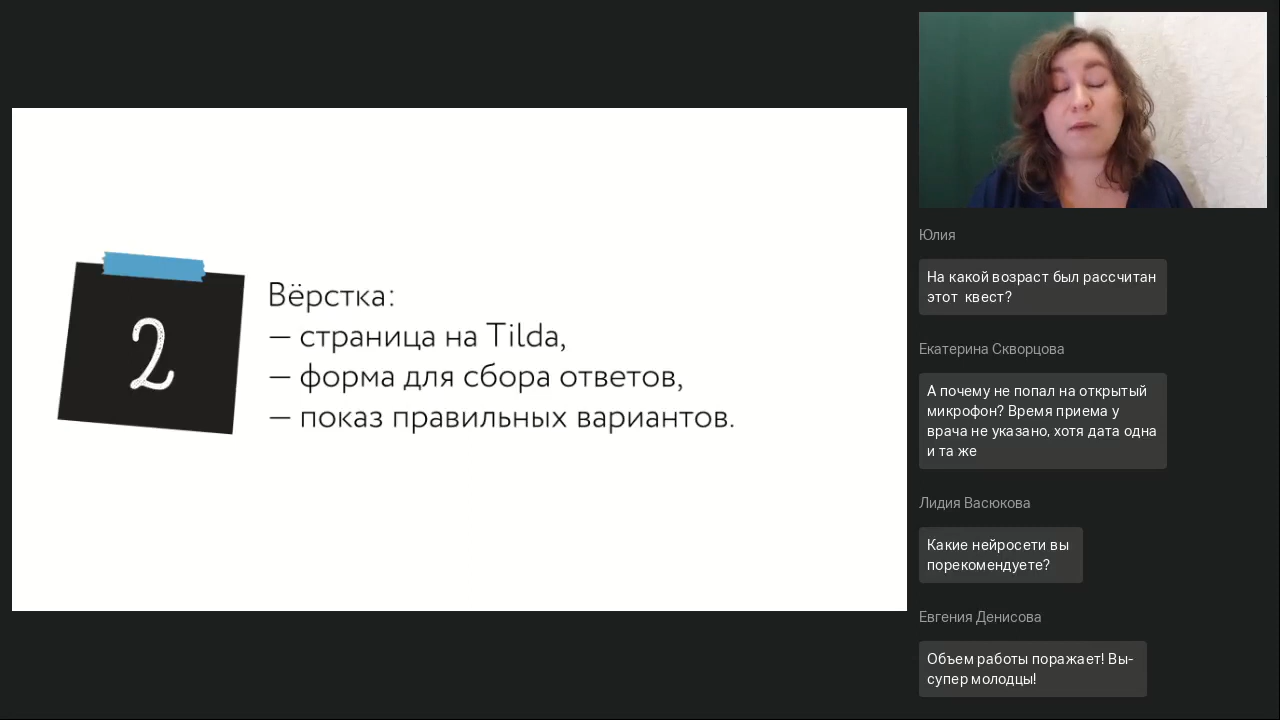 2
Вёрстка:
— страница на Tilda,
— форма для сбора ответов,
— показ правильных вариантов.
Юлия
На какой возраст был рассчитан
этот квест?
Екатерина Скворцова
А почему не попал на открытый
микрофон? Время приема у
врача не указано, хотя дата одна
и та же
Лидия Васюкова
Какие нейросети вы
порекомендуете?
Евгения Денисова
Объем работы поражает! Вы-
супер молодцы!